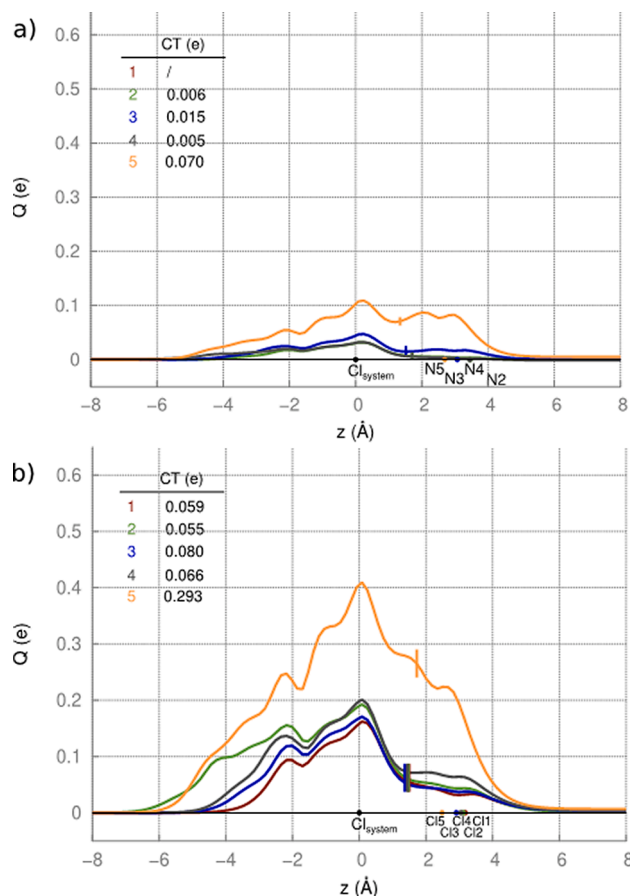 a)
0.6
0.5
0.4
0.3
0.2
0.1
0
Q (e)
CT (e)
1 /
2 0.006
3 0.015
4 0.005
5 0.070
Cl system
N5 N4
N3 N2
−8 −6 −4 −2 0 2 4 6 8
z (Å)
b)
0.6
0.5
0.4
0.3
0.2
0.1
0
Q (e)
CT (e)
1 0.059
2 0.055
3 0.080
4 0.066
5 0.293
Cl system
Cl5 Cl4 Cl1
Cl3 Cl2
−8 −6 −4 −2 0 2 4 6 8
z (Å)